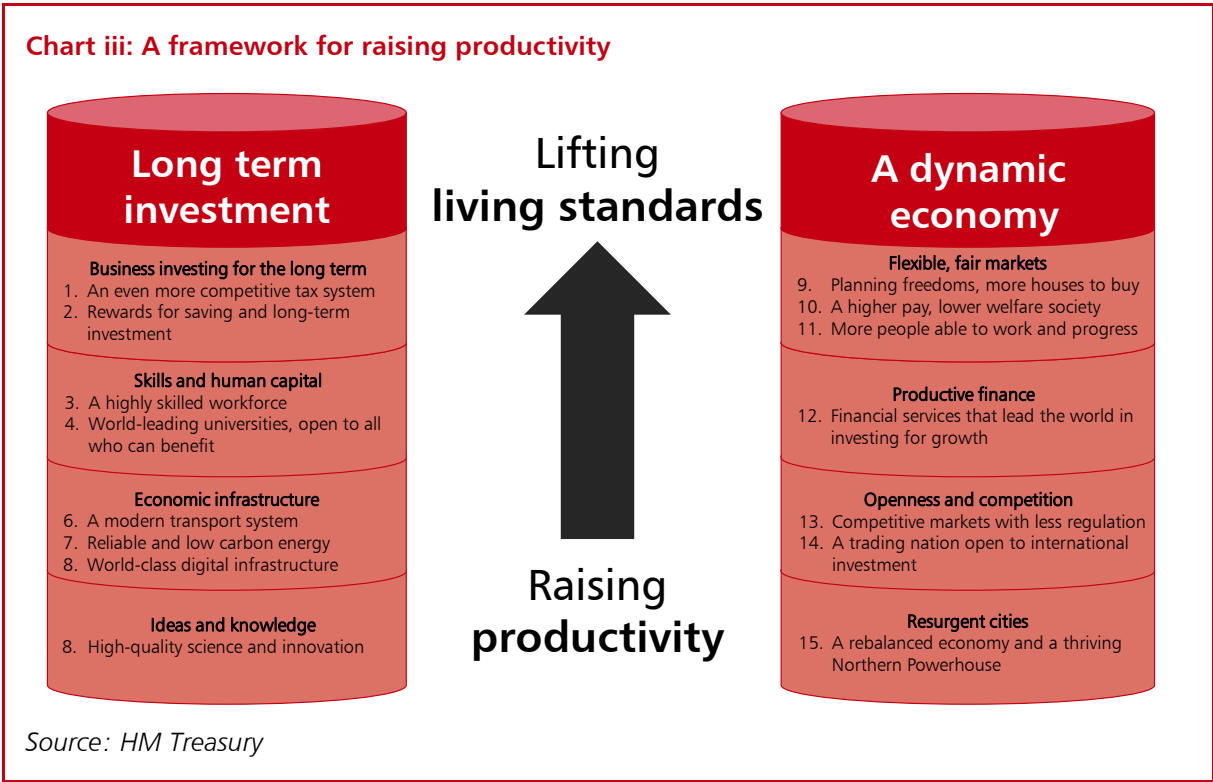 Chart iii: A framework for raising productivity
Long term
investment
Business investing for the long term
1. An even more competitive tax system
2. Rewards for saving and long-term
investment
Skills and human capital
3. A highly skilled workforce
4. World-leading universities, open to all
who can benefit
Economic infrastructure
6. A modern transport system
7. Reliable and low carbon energy
8. World-class digital infrastructure
Ideas and knowledge
8. High-quality science and innovation
Lifting
living standards
Raising
productivity
A dynamic
economy
Flexible, fair markets
9. Planning freedoms, more houses to buy
10. A higher pay, lower welfare society
11. More people able to work and progress
Productive finance
12. Financial services that lead the world in
investing for growth
Openness and competition
13. Competitive markets with less regulation
14. A trading nation open to international
investment
Resurgent cities
15. A rebalanced economy and a thriving
Northern Powerhouse
Source: HM Treasury